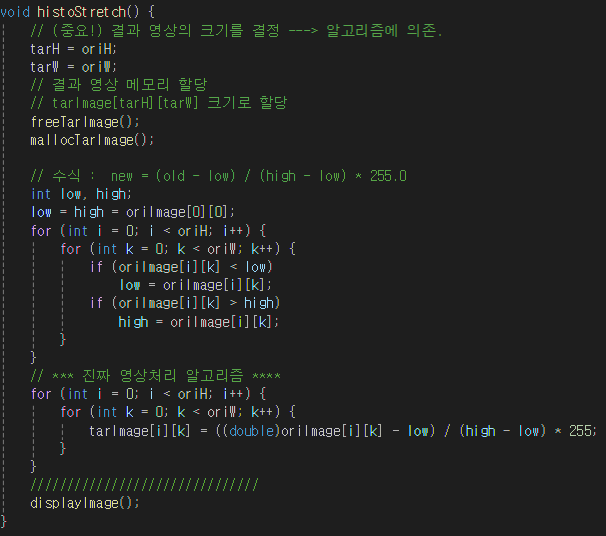 void histoStretch() {
// (중요!) 결과 영상의 크기를 결정 ---> 알고리즘에 의존.
tarH = oriH;
tarW = oriW;
// 결과 영상 메모리 할당
// tarImage[tarH][tarW] 크기로 할당
freeTarImage();
mallocTarImage();
// 수식 :  new = (old - low) / (high - low) * 255.0
int low, high;
low = high = oriImage[0][0];
for (int i = 0; i < oriH; i++) {
for (int k = 0; k < oriW; k++) {
if (oriImage[i][k] < low)
low = oriImage[i][k];
if (oriImage[i][k] > high)
high = oriImage[i][k];
}
}
// *** 진짜 영상처리 알고리즘 ****
for (int i = 0; i < oriH; i++) {
for (int k = 0; k < oriW; k++) {
tarImage[i][k] = ((double)oriImage[i][k] - low) / (high - low) * 255;
}
}
///////////////////////////////
displayImage();
}